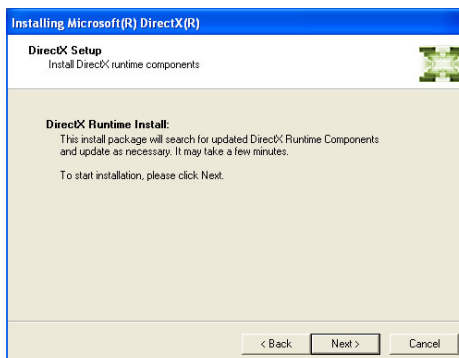 Installing Microsoft(R) DirectX(R)
DirectX Setup
Install DirectX runtime components
DirectX Runtime Install:
This install package will search for updated DirectX Runtime Components
and update as necessary. It may take a few minutes.
To start installation, please click Next.
< Back
Next >
Cancel